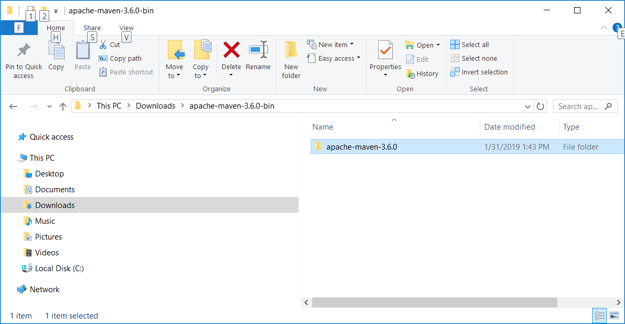 apache-maven-3.6.0-bin
1 2
F Home Share View
H S V
Pin to Quick access
Copy
Paste
Cut
Copy path
Paste shortcut
Clipboard
Move to
Copy to
Delete
Rename
Organize
New folder
New item
Easy access
New
Properties
Open
Edit
History
Open
Select all
Select none
Invert selection
Select
This PC > Downloads > apache-maven-3.6.0-bin
Search ap...
Quick access
This PC
Desktop
Documents
Downloads
Music
Pictures
Videos
Local Disk (C:)
Network
Name Date modified Type
apache-maven-3.6.0 1/31/2019 1:43 PM File folder
1 item 1 item selected